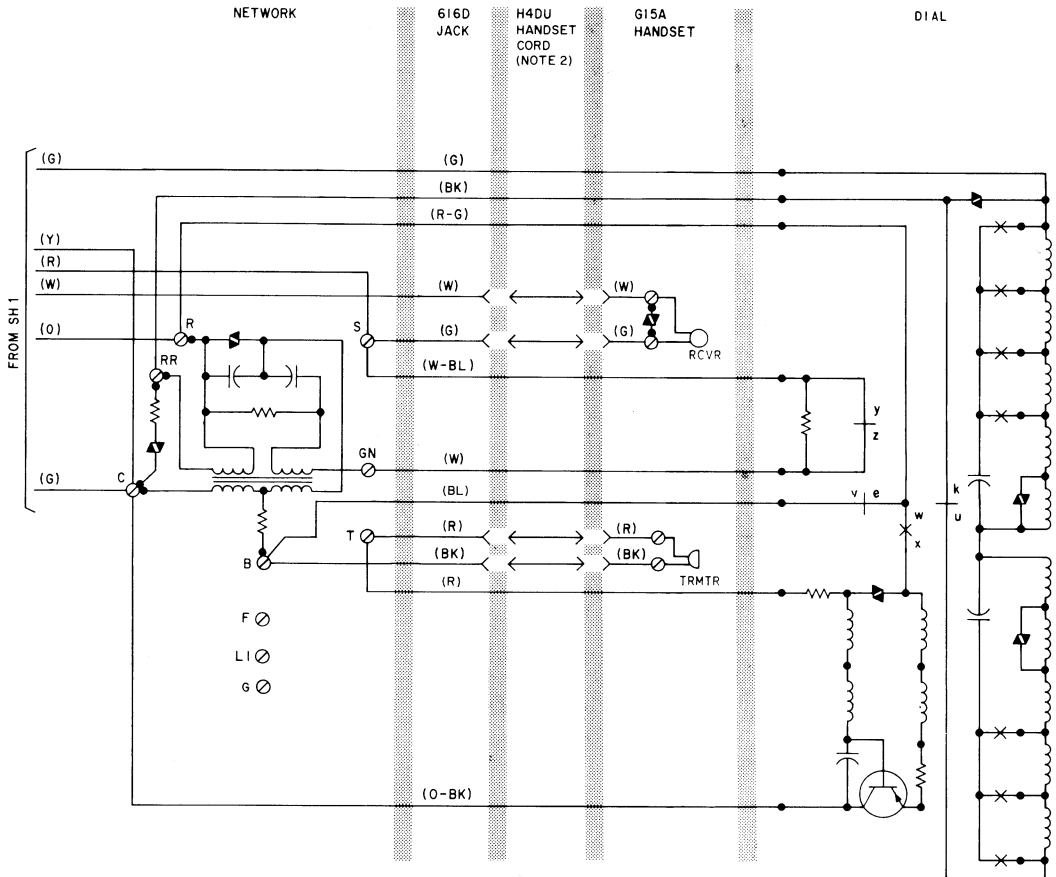 NETWORK
616D JACK
H4DU HANDSET CORD (NOTE 2)
G15A HANDSET
DIAL
FROM SH1
(G) (G)
(BK)
(R-G)
(Y)
(R)
(W) (W) (W)
R
S
(O) (G) (G)
RCVR
RR
(W-BL)
y
z
GN
(W)
C
(G) (BL)
v e
k
u
w
x
T (R) (R)
B (BK) (BK)
TRMTR
(R)
F
L1
G
(O-BK)